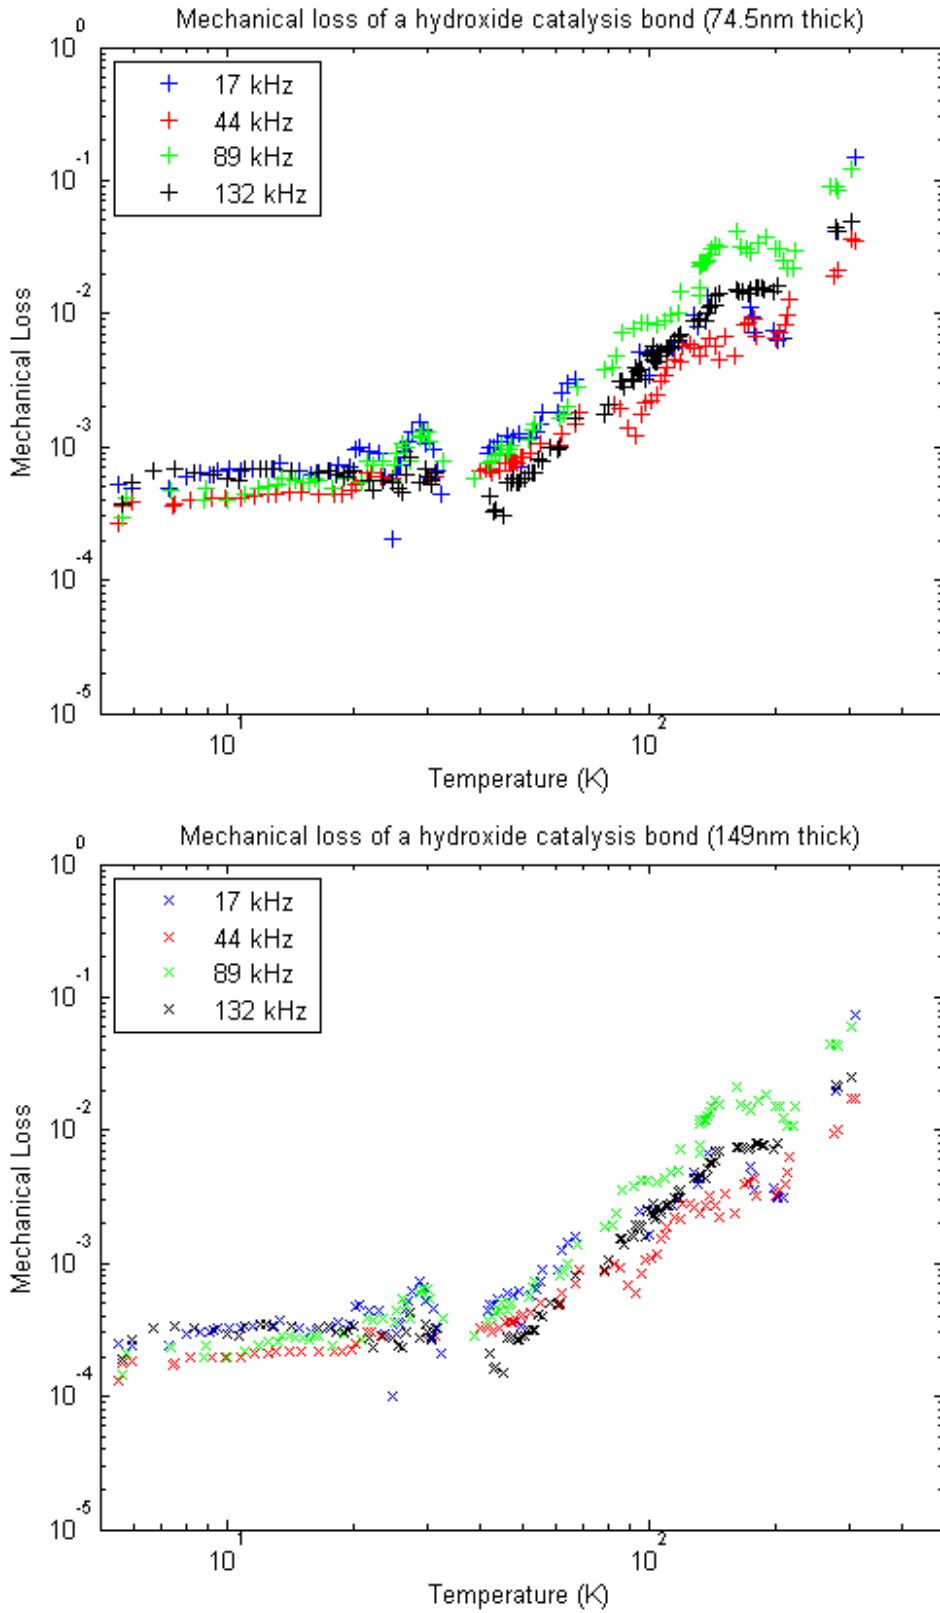 Mechanical loss of a hydroxide catalysis bond (74.5nm thick)
10^0
17 kHz
44 kHz
89 kHz
132 kHz
10^-1
10^-2
10^-3
10^-4
10^-5
Mechanical Loss
10^1
10^2
Temperature (K)
Mechanical loss of a hydroxide catalysis bond (149nm thick)
10^0
17 kHz
44 kHz
89 kHz
132 kHz
10^-1
10^-2
10^-3
10^-4
10^-5
Mechanical Loss
10^1
10^2
Temperature (K)